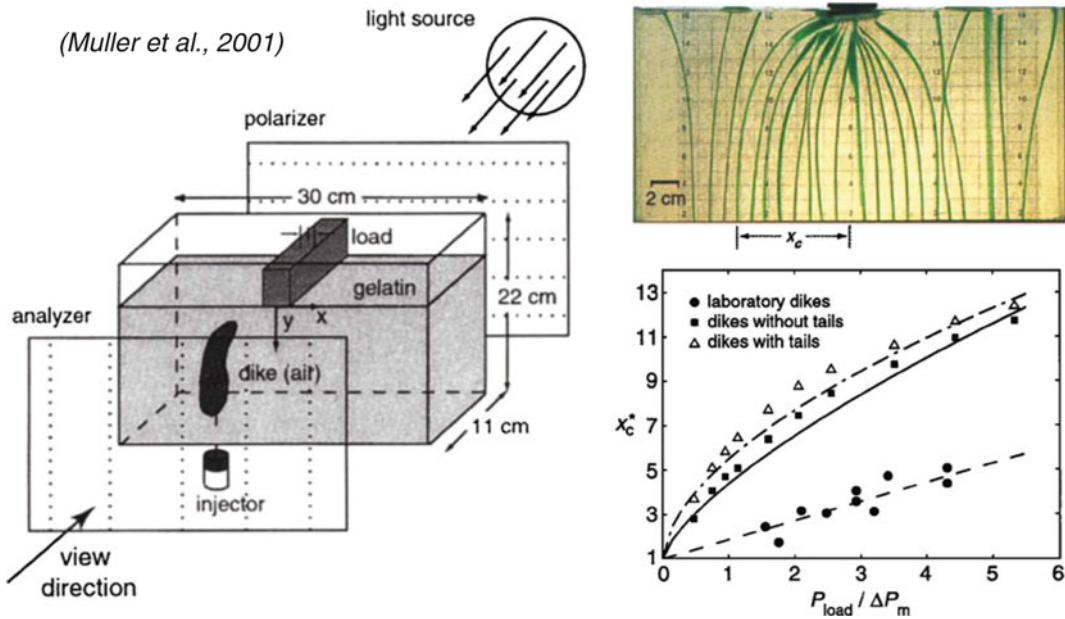 (Muller et al., 2001)
light source
polarizer
30 cm
load
gelatin
22 cm
analyzer
y
x
dike (air)
11 cm
injector
view
direction
2 cm
x_c
13
11
9
7
5
3
1
x_c^*
laboratory dikes
dikes without tails
dikes with tails
0
1
2
3
4
5
6
P_load / ΔP_m